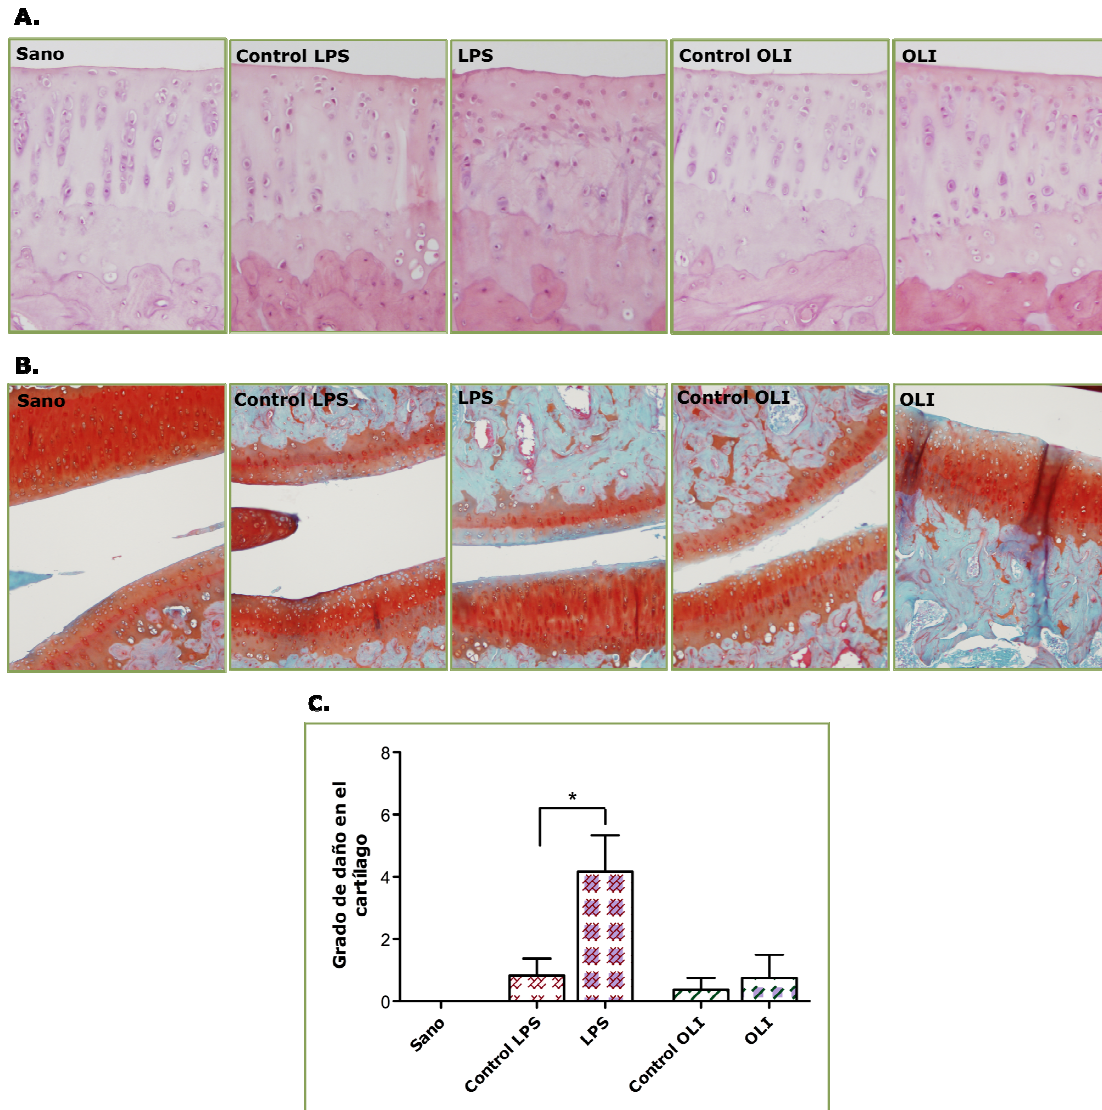 A.
Sano
Control LPS
LPS
Control OLI
OLI
B.
Sano
Control LPS
LPS
Control OLI
OLI
C.
Grado de daño en el
cartílago
8
6
4
2
0
*
Sano
Control LPS
LPS
Control OLI
OLI